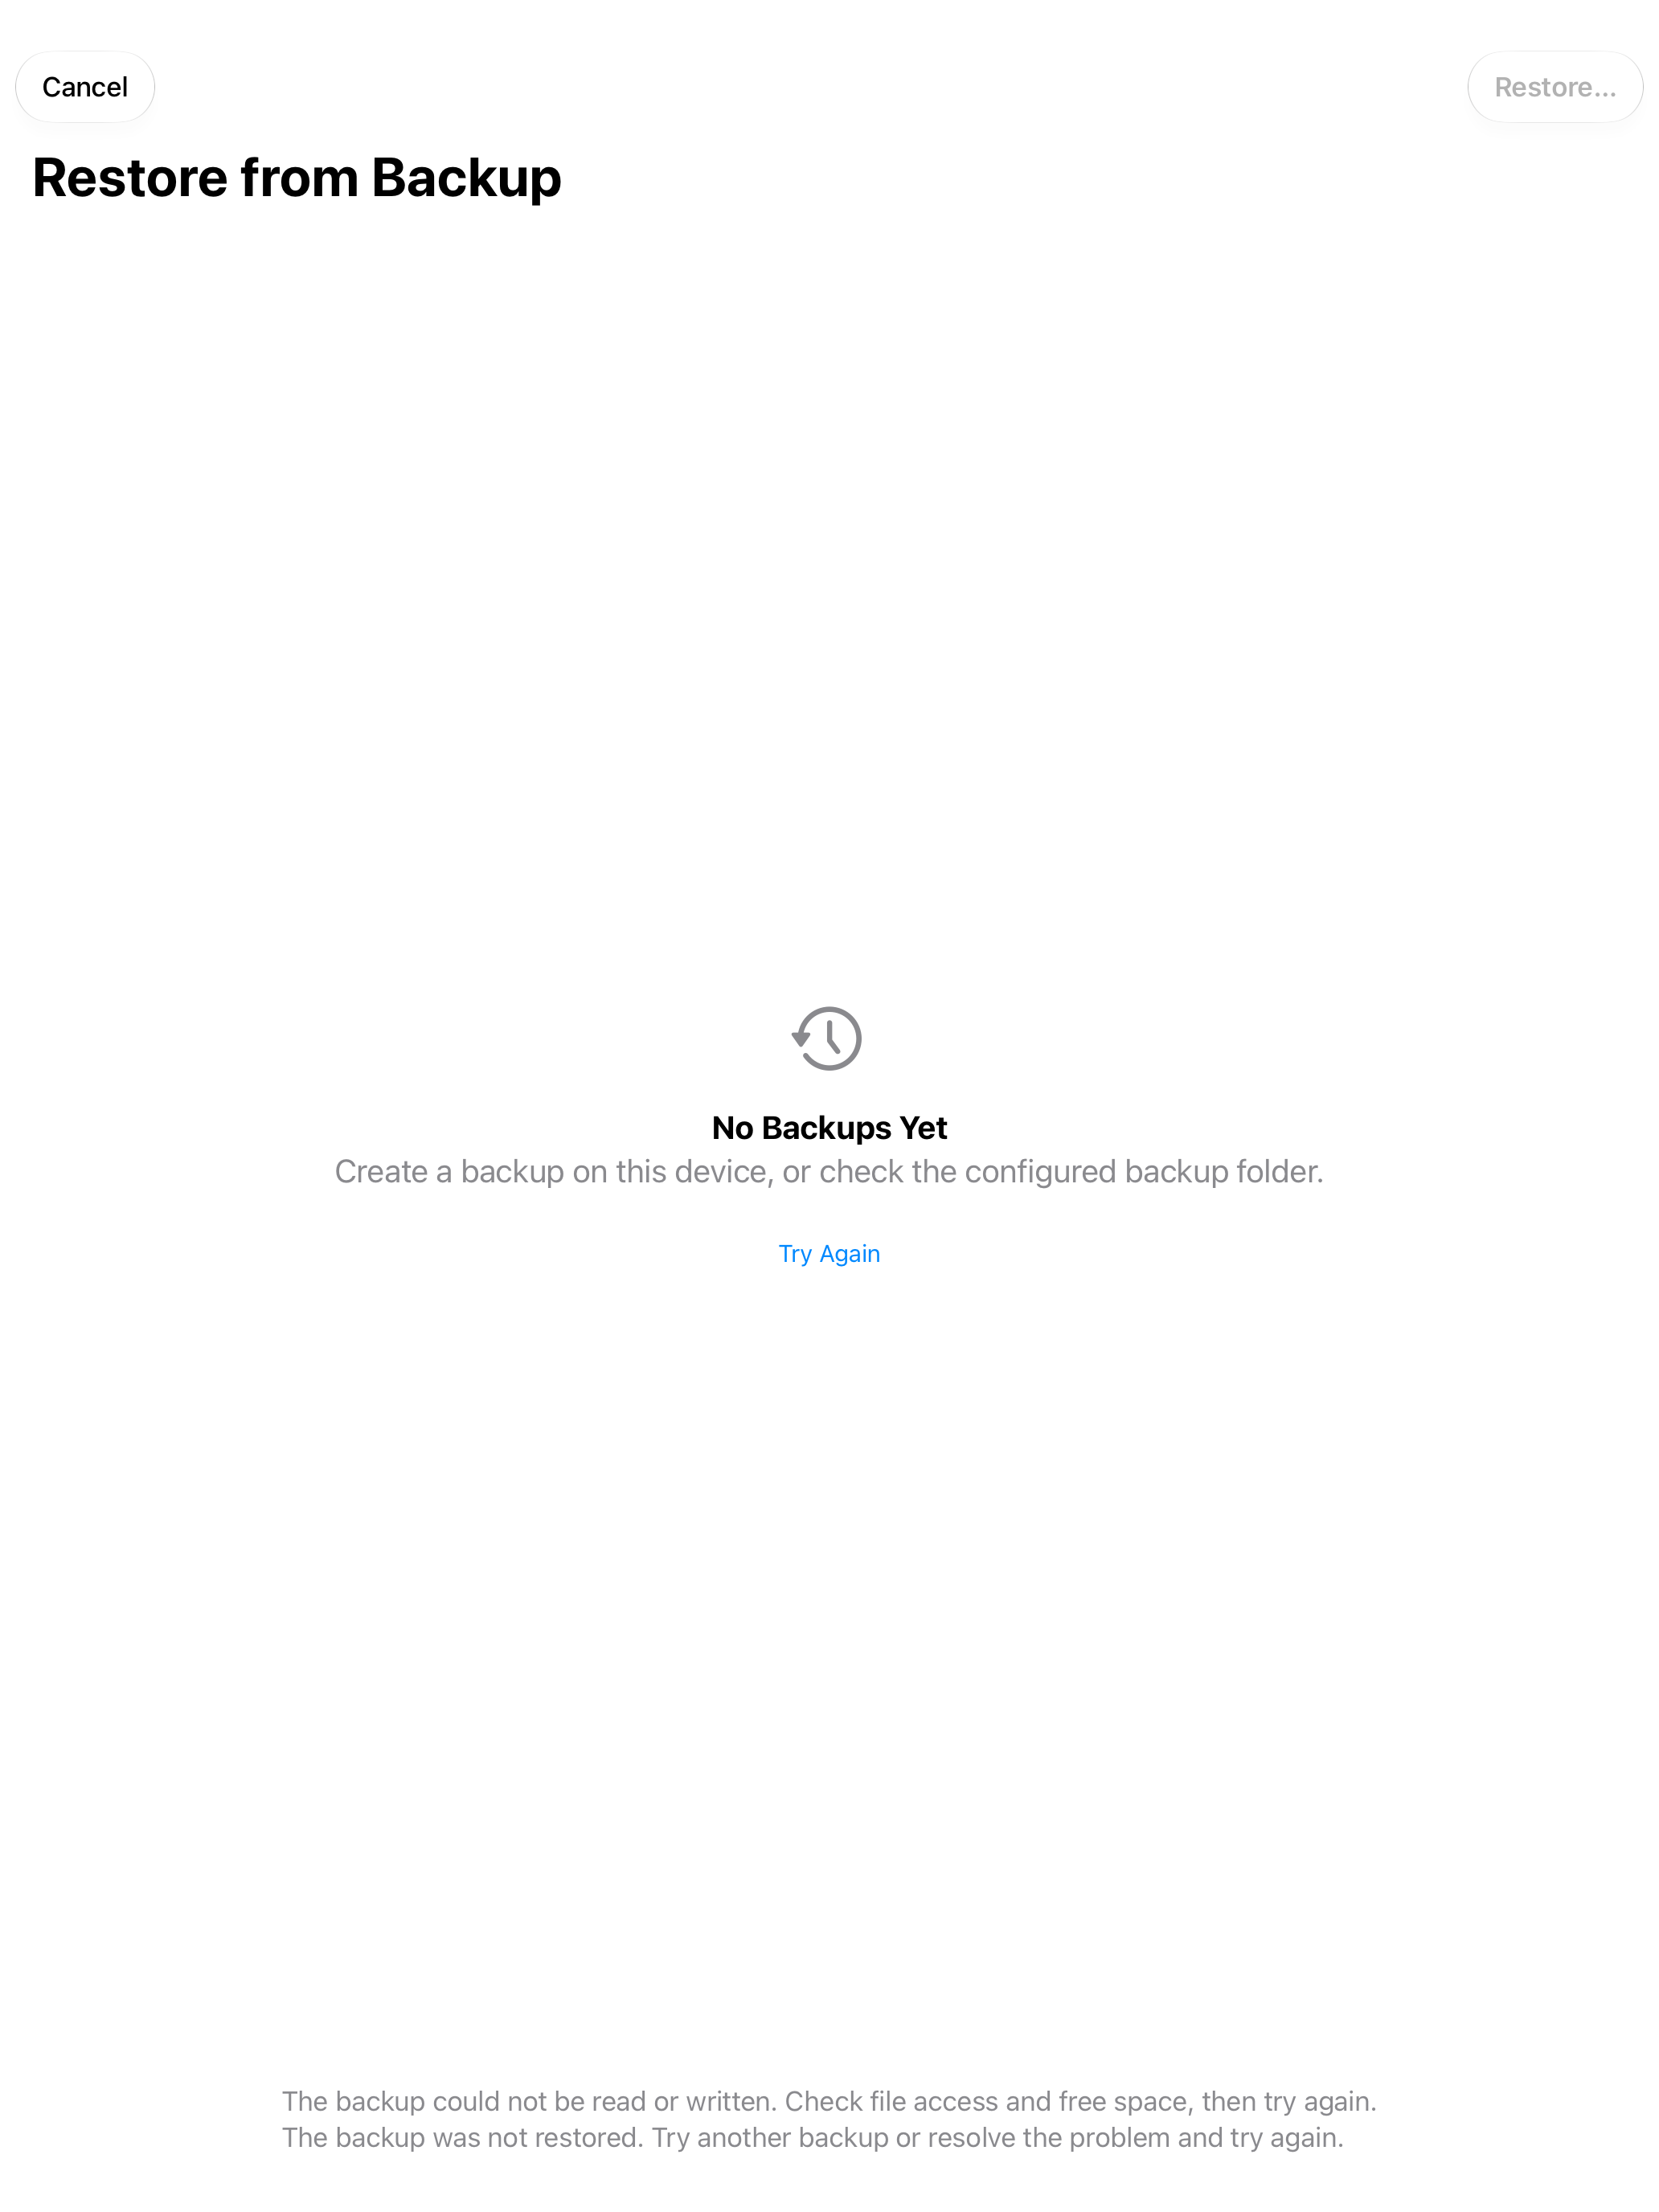 Cancel
Restore...
Restore from Backup
No Backups Yet
Create a backup on this device, or check the configured backup folder.
Try Again
The backup could not be read or written. Check file access and free space, then try again.
The backup was not restored. Try another backup or resolve the problem and try again.